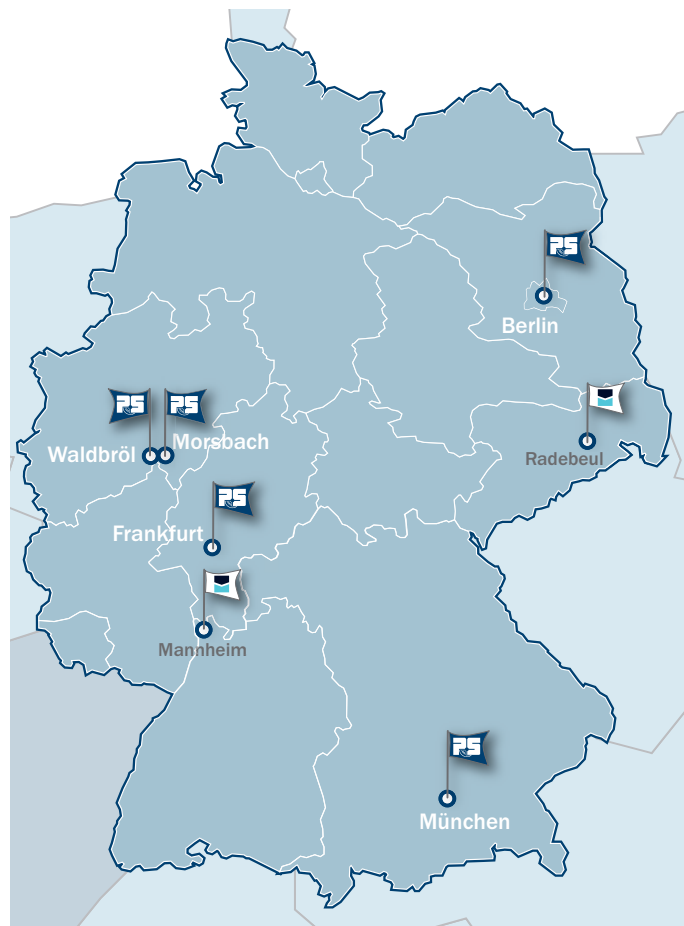 PS
Berlin
PS
PS
Waldbröl
Morsbach
Radebeul
PS
Frankfurt
Mannheim
PS
München